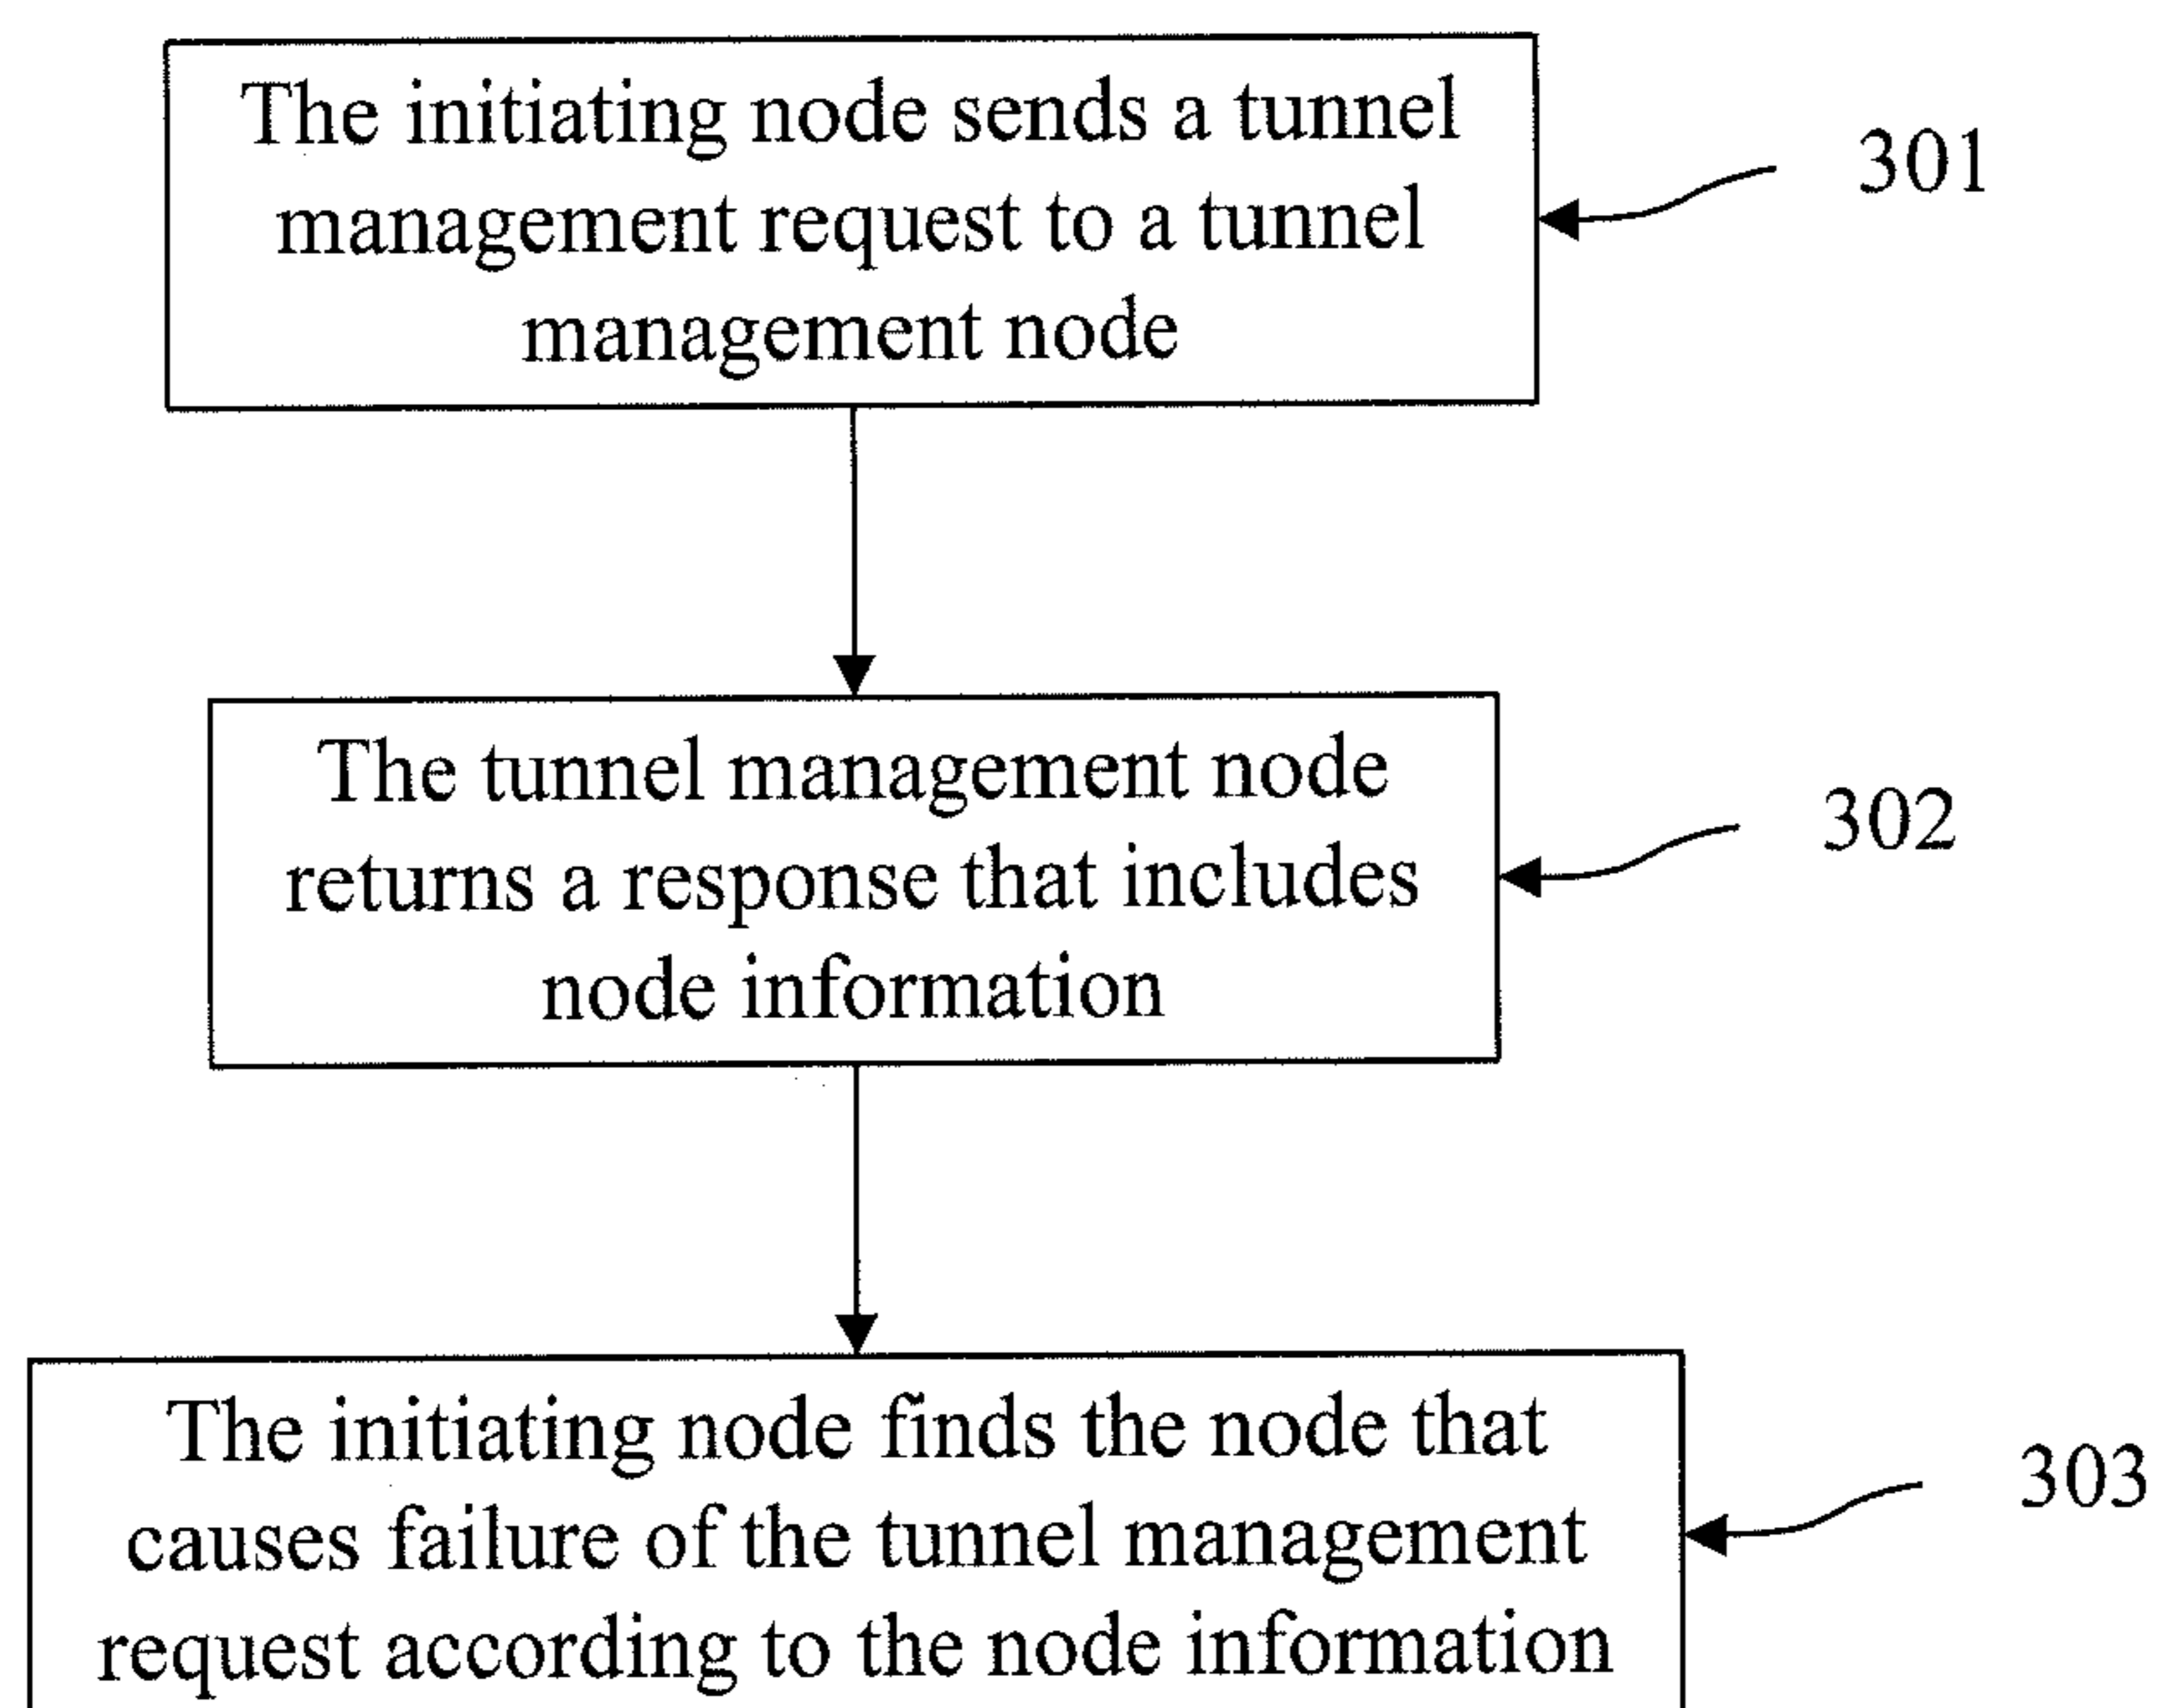 The initiating node sends a tunnel
management request to a tunnel
management node
301
The tunnel management node
returns a response that includes
node information
302
The initiating node finds the node that
causes failure of the tunnel management
request according to the node information
303